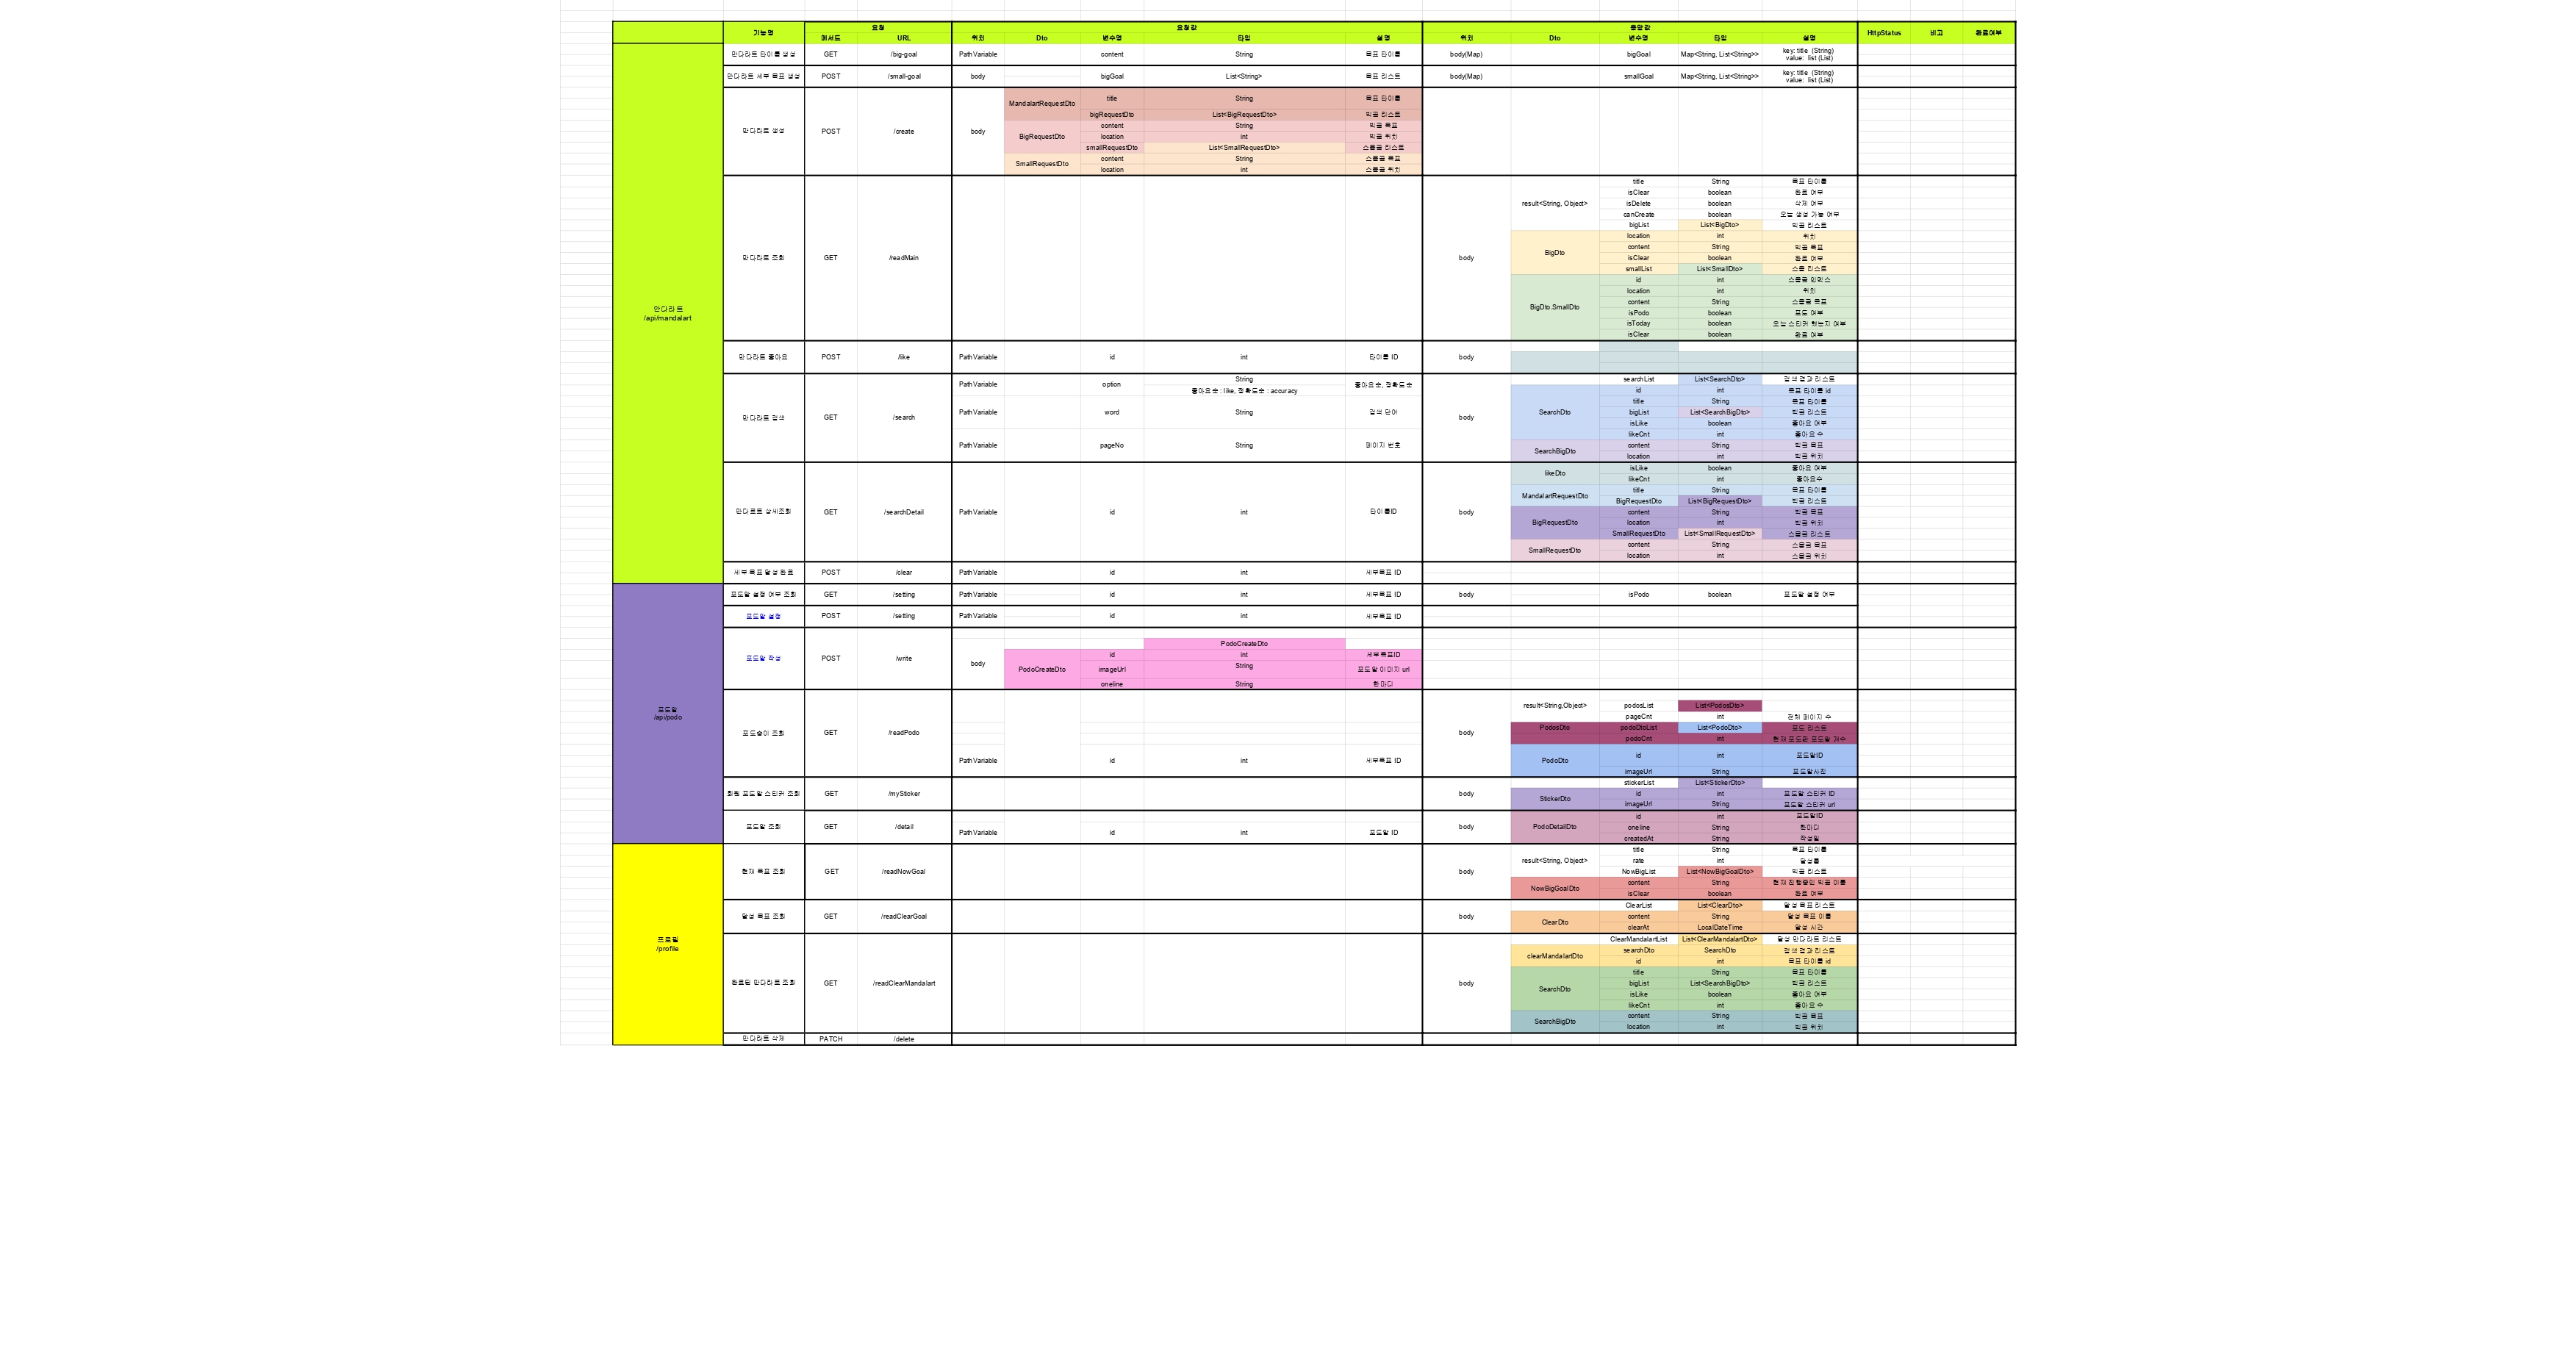 기능명 요청 요청값 응답값 HttpStatus 비고 완료여부
메서드 URL 위치 Dto 변수명 타입 설명 위치 Dto 변수명 타입 설명
만다라트
/api/mandalart
만다라트 타이틀 생성 GET /big-goal PathVariable content String 목표 타이틀 body(Map) bigGoal Map<String, List<String>> key: title (String)
value: list (List)
만다라트 세부 목표 생성 POST /small-goal body bigGoal List<String> 목표 리스트 body(Map) smallGoal Map<String, List<String>> key: title (String)
value: list (List)
만다라트 생성 POST /create body
MandalartRequestDto title String 목표 타이틀
bigRequestDto List<BigRequestDto> 빅골 리스트
BigRequestDto content String 빅골 목표
location int 빅골 위치
smallRequestDto List<SmallRequestDto> 스몰골 리스트
SmallRequestDto content String 스몰골 목표
location int 스몰골 위치
만다라트 조회 GET /readMain body
result<String, Object> title String 목표 타이틀
isClear boolean 완료 여부
isDelete boolean 삭제 여부
canCreate boolean 오늘 생성 가능 여부
bigList List<BigDto> 빅골 리스트
BigDto location int 위치
content String 빅골 목표
isClear boolean 완료 여부
smallList List<SmallDto> 스몰 리스트
BigDto.SmallDto id int 스몰골 인덱스
location int 위치
content String 스몰골 목표
isPodo boolean 포도 여부
isToday boolean 오늘 스티커 했는지 여부
isClear boolean 완료 여부
만다라트 좋아요 POST /like PathVariable id int 타이틀 ID body
만다라트 검색 GET /search
PathVariable option String
좋아요순 : like, 정확도순 : accuracy 좋아요순, 정확도순
PathVariable word String 검색 단어
PathVariable pageNo String 페이지 번호
body searchList List<SearchDto> 검색 결과 리스트
SearchDto id int 목표 타이틀 id
title String 목표 타이틀
bigList List<SearchBigDto> 빅골 리스트
isLike boolean 좋아요 여부
likeCnt int 좋아요 수
SearchBigDto content String 빅골 목표
location int 빅골 위치
만다르트 상세조회 GET /searchDetail PathVariable id int 타이틀ID body
likeDto isLike boolean 좋아요 여부
likeCnt int 좋아요수
MandalartRequestDto title String 목표 타이틀
BigRequestDto List<BigRequestDto> 빅골 리스트
BigRequestDto content String 빅골 목표
location int 빅골 위치
SmallRequestDto List<SmallRequestDto> 스몰골 리스트
SmallRequestDto content String 스몰골 목표
location int 스몰골 위치
세부 목표 달성 완료 POST /clear PathVariable id int 세부목표 ID
포도알
/api/podo
포도알 설정 여부 조회 GET /setting PathVariable id int 세부목표 ID body isPodo boolean 포도알 설정 여부
포도알 설정 POST /setting PathVariable id int 세부목표 ID
포도알 작성 POST /write body
PodoCreateDto
PodoCreateDto id int 세부목표ID
imageUrl String 포도알 이미지 url
oneline String 한마디
포도송이 조회 GET /readPodo PathVariable id int 세부목표 ID body
result<String,Object> podosList List<PodosDto>
pageCnt int 전체 페이지 수
PodosDto podoDtoList List<PodoDto> 포도 리스트
podoCnt int 현재 포도판 포도알 개수
PodoDto id int 포도알ID
imageUrl String 포도알사진
회원 포도알 스티커 조회 GET /mySticker body
stickerList List<StickerDto>
StickerDto id int 포도알 스티커 ID
imageUrl String 포도알 스티커 url
포도알 조회 GET /detail PathVariable id int 포도알 ID body
PodoDetailDto id int 포도알ID
oneline String 한마디
createdAt String 작성일
프로필
/profile
현재 목표 조회 GET /readNowGoal body
result<String, Object> title String 목표 타이틀
rate int 달성률
NowBigList List<NowBigGoalDto> 빅골 리스트
NowBigGoalDto content String 현재 진행중인 빅골 이름
isClear boolean 완료 여부
달성 목표 조회 GET /readClearGoal body
ClearList List<ClearDto> 달성 목표 리스트
ClearDto content String 달성 목표 이름
clearAt LocalDateTime 달성 시간
완료된 만다라트 조회 GET /readClearMandalart body
ClearMandalartList List<ClearMandalartDto> 달성 만다라트 리스트
clearMandalartDto searchDto SearchDto 검색 결과 리스트
id int 목표 타이틀 id
SearchDto title String 목표 타이틀
bigList List<SearchBigDto> 빅골 리스트
isLike boolean 좋아요 여부
likeCnt int 좋아요 수
SearchBigDto content String 빅골 목표
location int 빅골 위치
만다라트 삭제 PATCH /delete